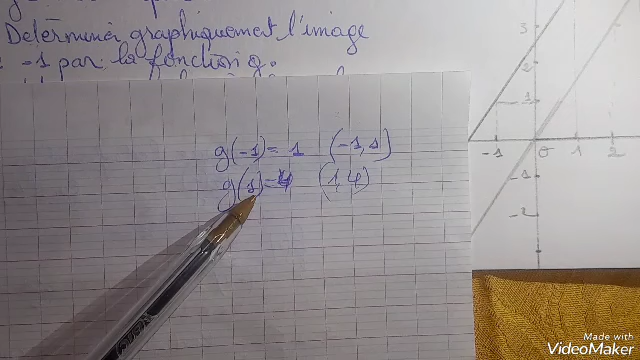 Déterminer graphiquement l'image
-1 par la fonction g.
g(-1) = 1 (-1,1)
g(1) = 4 (1,4)
3
2
1
-1 0 1 2
-1
-2
Made with
VideoMaker